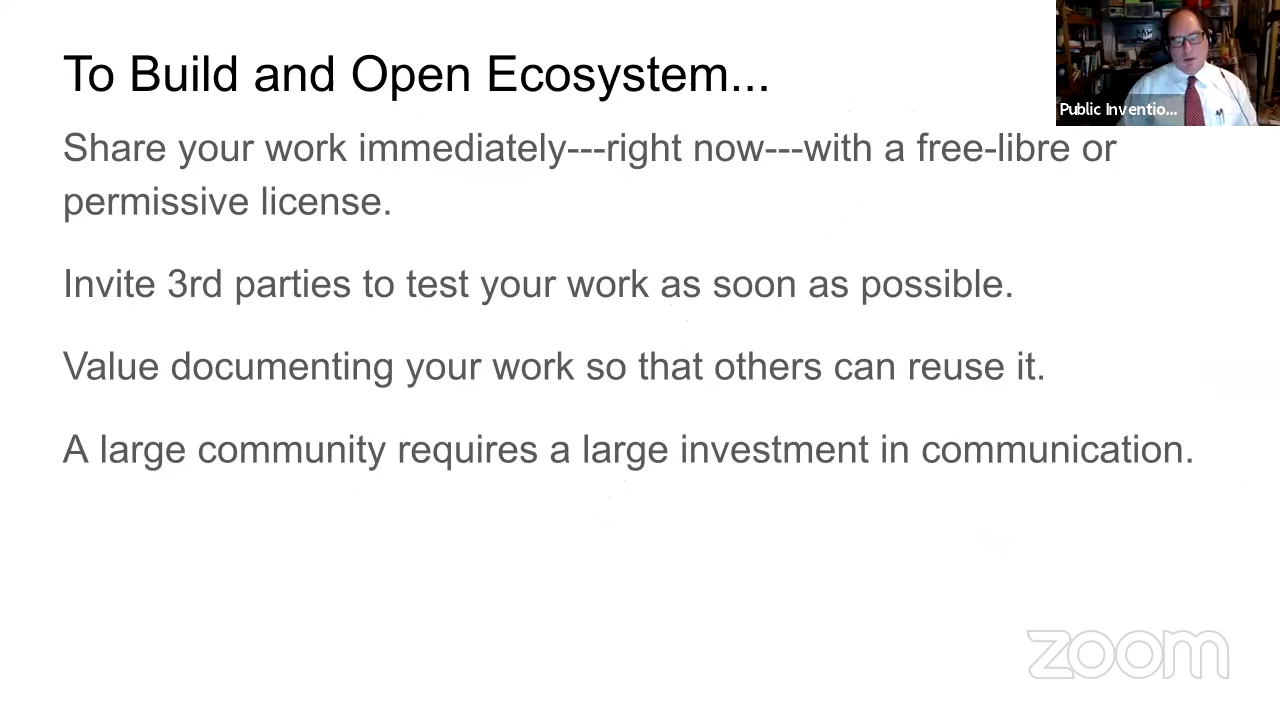 To Build and Open Ecosystem...
Public Inventio...
Share your work immediately---right now---with a free-libre or
permissive license.
Invite 3rd parties to test your work as soon as possible.
Value documenting your work so that others can reuse it.
A large community requires a large investment in communication.
zoom